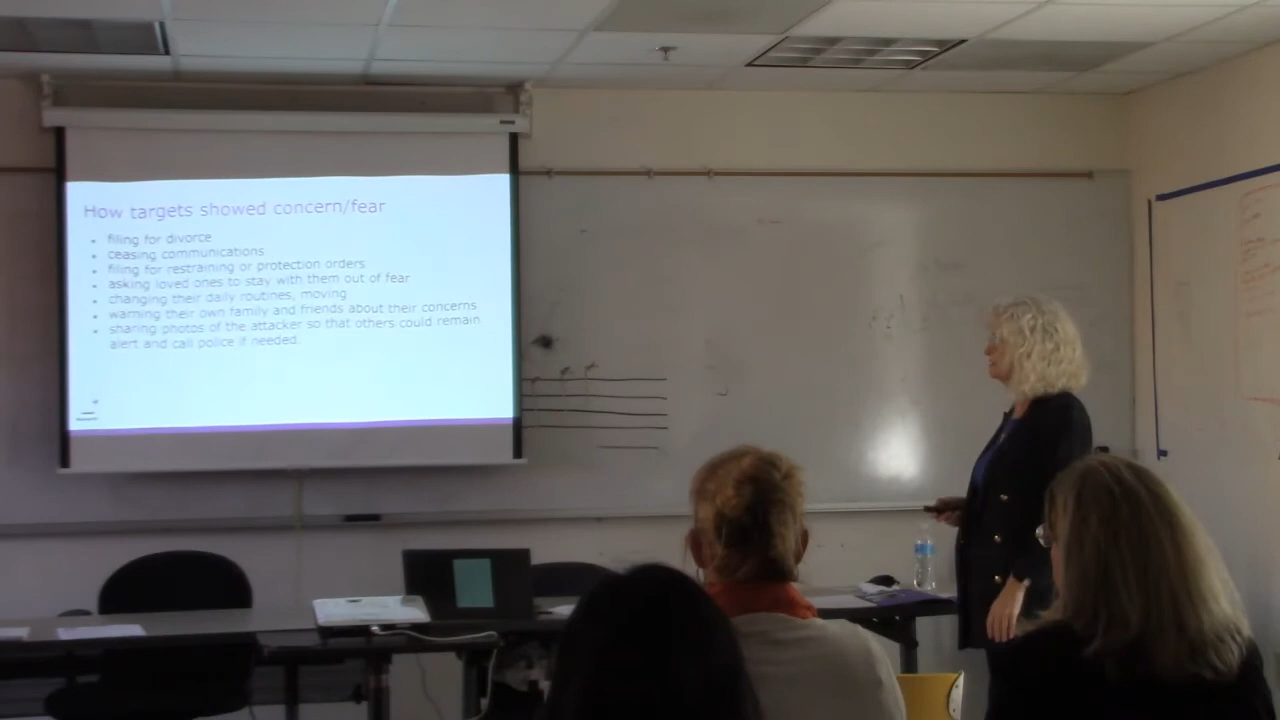 How targets showed concern/fear
• filing for divorce
• ceasing communications
• filing for restraining or protection orders
• asking loved ones to stay with them out of fear
• changing their daily routines, moving
• warning their own family and friends about their concerns
• sharing photos of the attacker so that others could remain
alert and call police if needed.